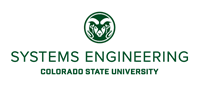 SYSTEMS ENGINEERING
COLORADO STATE UNIVERSITY